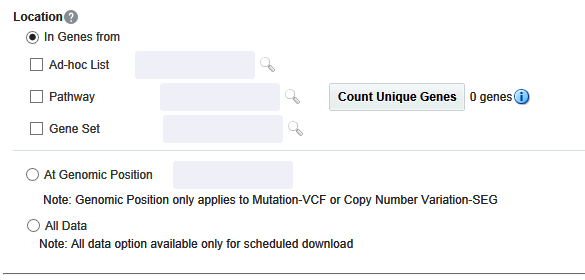 Location
In Genes from
Ad-hoc List
Pathway Count Unique Genes 0 genes
Gene Set
At Genomic Position
Note: Genomic Position only applies to Mutation-VCF or Copy Number Variation-SEG
All Data
Note: All data option available only for scheduled download